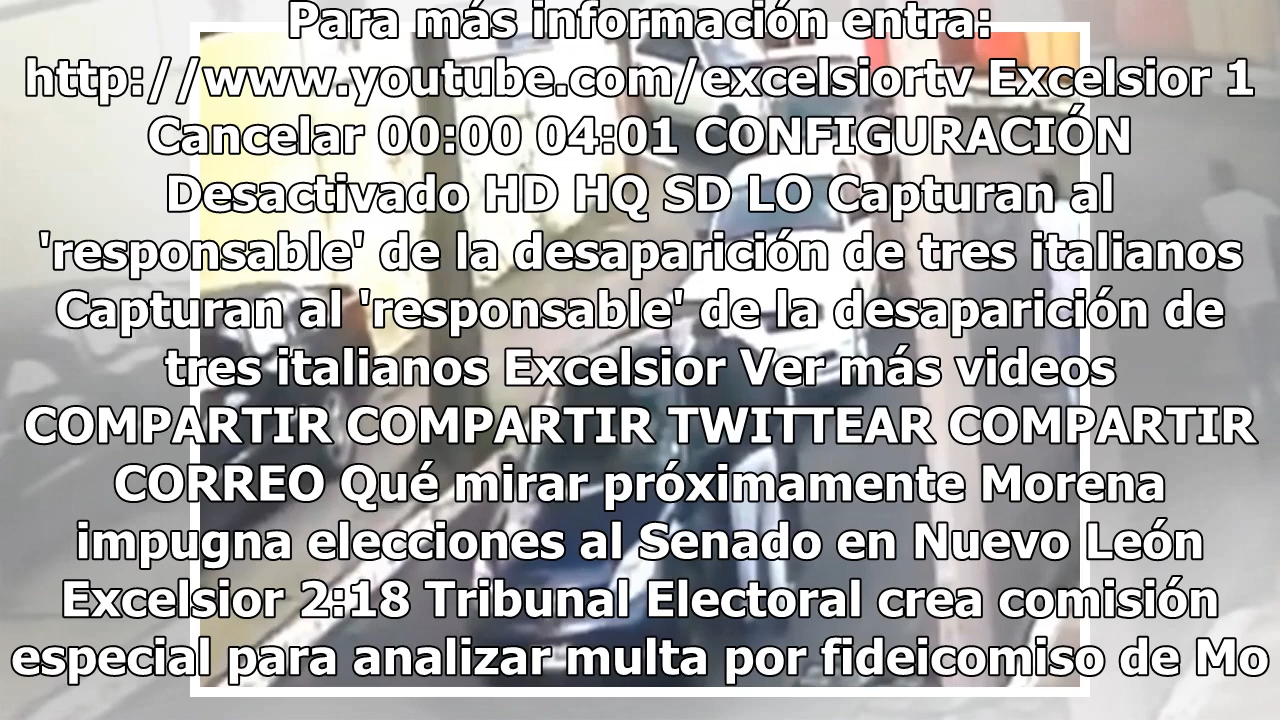 Para más información entra:
http://www.youtube.com/excelsiortv Excelsior 1
Cancelar 00:00 04:01 CONFIGURACIÓN
Desactivado HD HQ SD LO Capturan al
'responsable' de la desaparición de tres italianos
Capturan al 'responsable' de la desaparición de
tres italianos Excelsior Ver más videos
COMPARTIR COMPARTIR TWITTEAR COMPARTIR
CORREO Qué mirar próximamente Morena
impugna elecciones al Senado en Nuevo León
Excelsior 2:18 Tribunal Electoral crea comisión
especial para analizar multa por fideicomiso de Mo